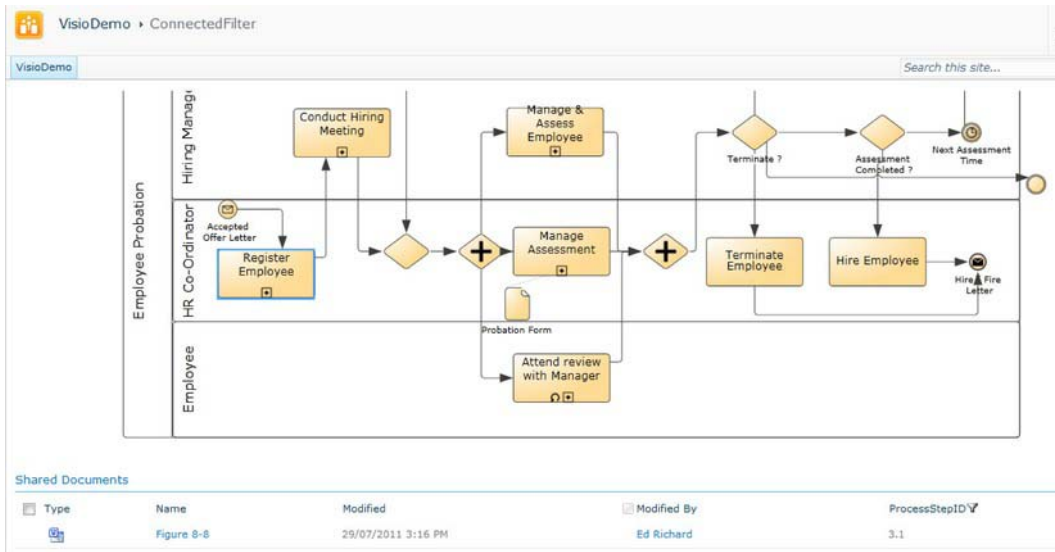 VisioDemo ▸ ConnectedFilter
VisioDemo
Search this site...
Employee Probation
Hiring Manag
Conduct Hiring
Meeting
Manage &
Assess
Employee
Terminate ?
Assessment
Completed ?
Next Assessment
Time
HR Co-Ordinator
Accepted
Offer Letter
Register
Employee
Manage
Assessment
Probation Form
Terminate
Employee
Hire Employee
Hire Fire
Letter
Employee
Attend review
with Manager
Shared Documents
Type Name Modified Modified By ProcessStepID
Figure 8-8 29/07/2011 3:16 PM Ed Richard 3.1